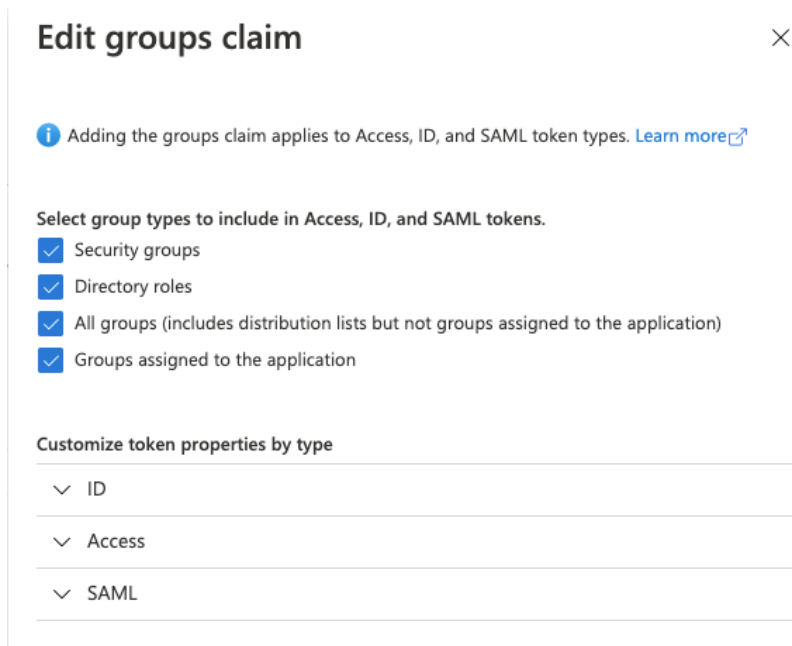 Edit groups claim
Adding the groups claim applies to Access, ID, and SAML token types. Learn more
Select group types to include in Access, ID, and SAML tokens.
Security groups
Directory roles
All groups (includes distribution lists but not groups assigned to the application)
Groups assigned to the application
Customize token properties by type
ID
Access
SAML